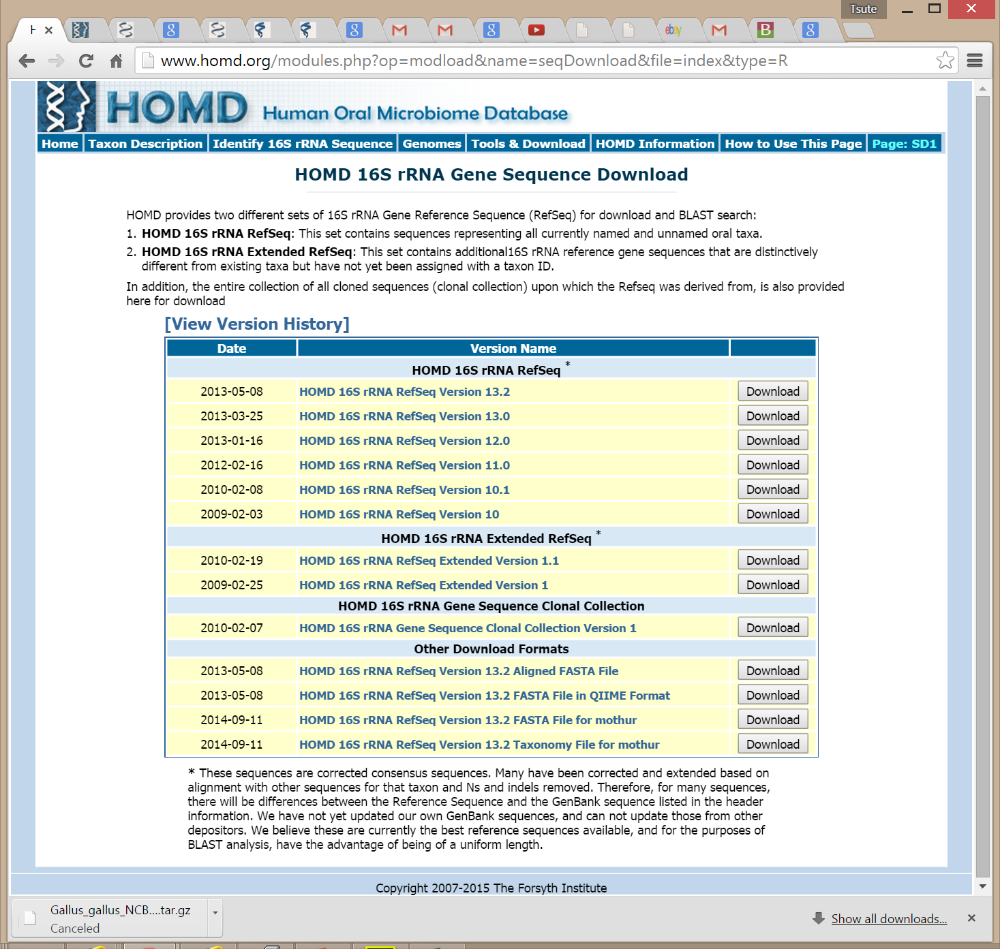 Tsute
www.homd.org/modules.php?op=modload&name=seqDownload&file=index&type=R
HOMD Human Oral Microbiome Database
Home Taxon Description Identify 16S rRNA Sequence Genomes Tools & Download HOMD Information How to Use This Page Page: SD1
HOMD 16S rRNA Gene Sequence Download
HOMD provides two different sets of 16S rRNA Gene Reference Sequence (RefSeq) for download and BLAST search:
1. HOMD 16S rRNA RefSeq: This set contains sequences representing all currently named and unnamed oral taxa.
2. HOMD 16S rRNA Extended RefSeq: This set contains additional16S rRNA reference gene sequences that are distinctively
different from existing taxa but have not yet been assigned with a taxon ID.
In addition, the entire collection of all cloned sequences (clonal collection) upon which the Refseq was derived from, is also provided
here for download
[View Version History]
Date Version Name
HOMD 16S rRNA RefSeq *
2013-05-08 HOMD 16S rRNA RefSeq Version 13.2 Download
2013-03-25 HOMD 16S rRNA RefSeq Version 13.0 Download
2013-01-16 HOMD 16S rRNA RefSeq Version 12.0 Download
2012-02-16 HOMD 16S rRNA RefSeq Version 11.0 Download
2010-02-08 HOMD 16S rRNA RefSeq Version 10.1 Download
2009-02-03 HOMD 16S rRNA RefSeq Version 10 Download
HOMD 16S rRNA Extended RefSeq *
2010-02-19 HOMD 16S rRNA RefSeq Extended Version 1.1 Download
2009-02-25 HOMD 16S rRNA RefSeq Extended Version 1 Download
HOMD 16S rRNA Gene Sequence Clonal Collection
2010-02-07 HOMD 16S rRNA Gene Sequence Clonal Collection Version 1 Download
Other Download Formats
2013-05-08 HOMD 16S rRNA RefSeq Version 13.2 Aligned FASTA File Download
2013-05-08 HOMD 16S rRNA RefSeq Version 13.2 FASTA File in QIIME Format Download
2014-09-11 HOMD 16S rRNA RefSeq Version 13.2 FASTA File for mothur Download
2014-09-11 HOMD 16S rRNA RefSeq Version 13.2 Taxonomy File for mothur Download
* These sequences are corrected consensus sequences. Many have been corrected and extended based on
alignment with other sequences for that taxon and Ns and indels removed. Therefore, for many sequences,
there will be differences between the Reference Sequence and the GenBank sequence listed in the header
information. We have not yet updated our own GenBank sequences, and can not update those from other
depositors. We believe these are currently the best reference sequences available, and for the purposes of
BLAST analysis, have the advantage of being of a uniform length.
Copyright 2007-2015 The Forsyth Institute
Gallus_gallus_NCB....tar.gz
Canceled
Show all downloads...